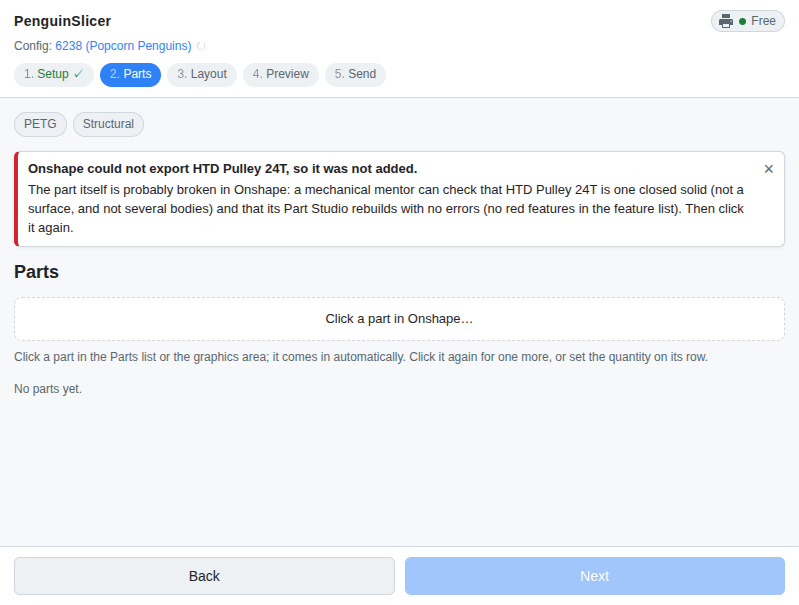 PenguinSlicer
Free
Config: 6238 (Popcorn Penguins)
1. Setup ✓
2. Parts
3. Layout
4. Preview
5. Send
PETG
Structural
Onshape could not export HTD Pulley 24T, so it was not added.
×
The part itself is probably broken in Onshape: a mechanical mentor can check that HTD Pulley 24T is one closed solid (not a
surface, and not several bodies) and that its Part Studio rebuilds with no errors (no red features in the feature list). Then click
it again.
Parts
Click a part in Onshape…
Click a part in the Parts list or the graphics area; it comes in automatically. Click it again for one more, or set the quantity on its row.
No parts yet.
Back
Next